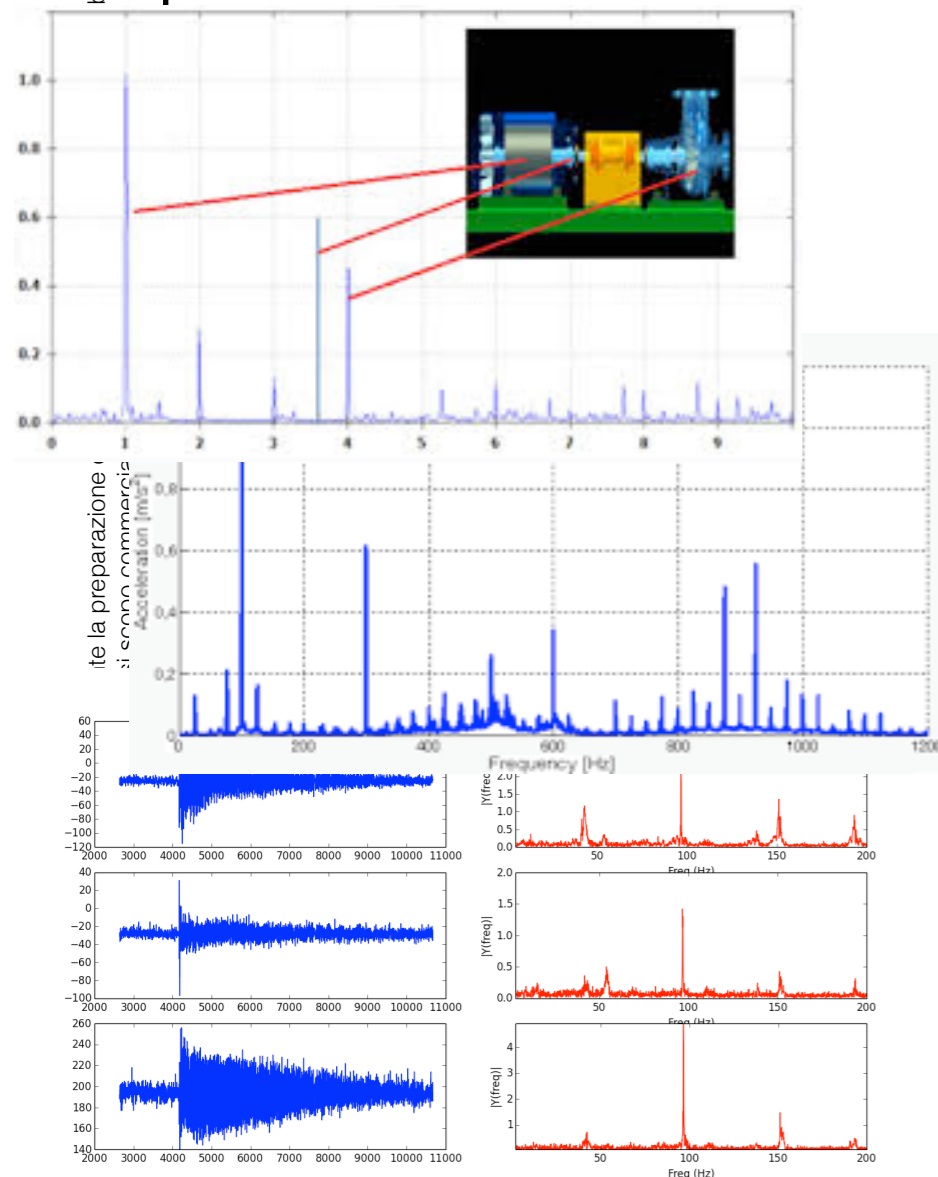 1.0
0.8
0.6
0.4
0.2
0.0
0 1 2 3 4 5 6 7 8 9
te la preparazione
scopo commercia
Acceleration [m/s²]
0.8
0.6
0.4
0.2
0
0 200 400 600 800 1000 1200
Frequency [Hz]
60
40
20
0
−20
−40
−60
−80
−100
−120
2000 3000 4000 5000 6000 7000 8000 9000 10000 11000
|Y(freq
2.0
1.5
1.0
0.5
0.0
50 100 150 200
Freq (Hz)
40
20
0
−20
−40
−60
−80
−100
2000 3000 4000 5000 6000 7000 8000 9000 10000 11000
|Y(freq)|
2.0
1.5
1.0
0.5
0.0
50 100 150 200
Freq (Hz)
260
240
220
200
180
160
140
2000 3000 4000 5000 6000 7000 8000 9000 10000 11000
|Y(freq)|
4
3
2
1
50 100 150 200
Freq (Hz)